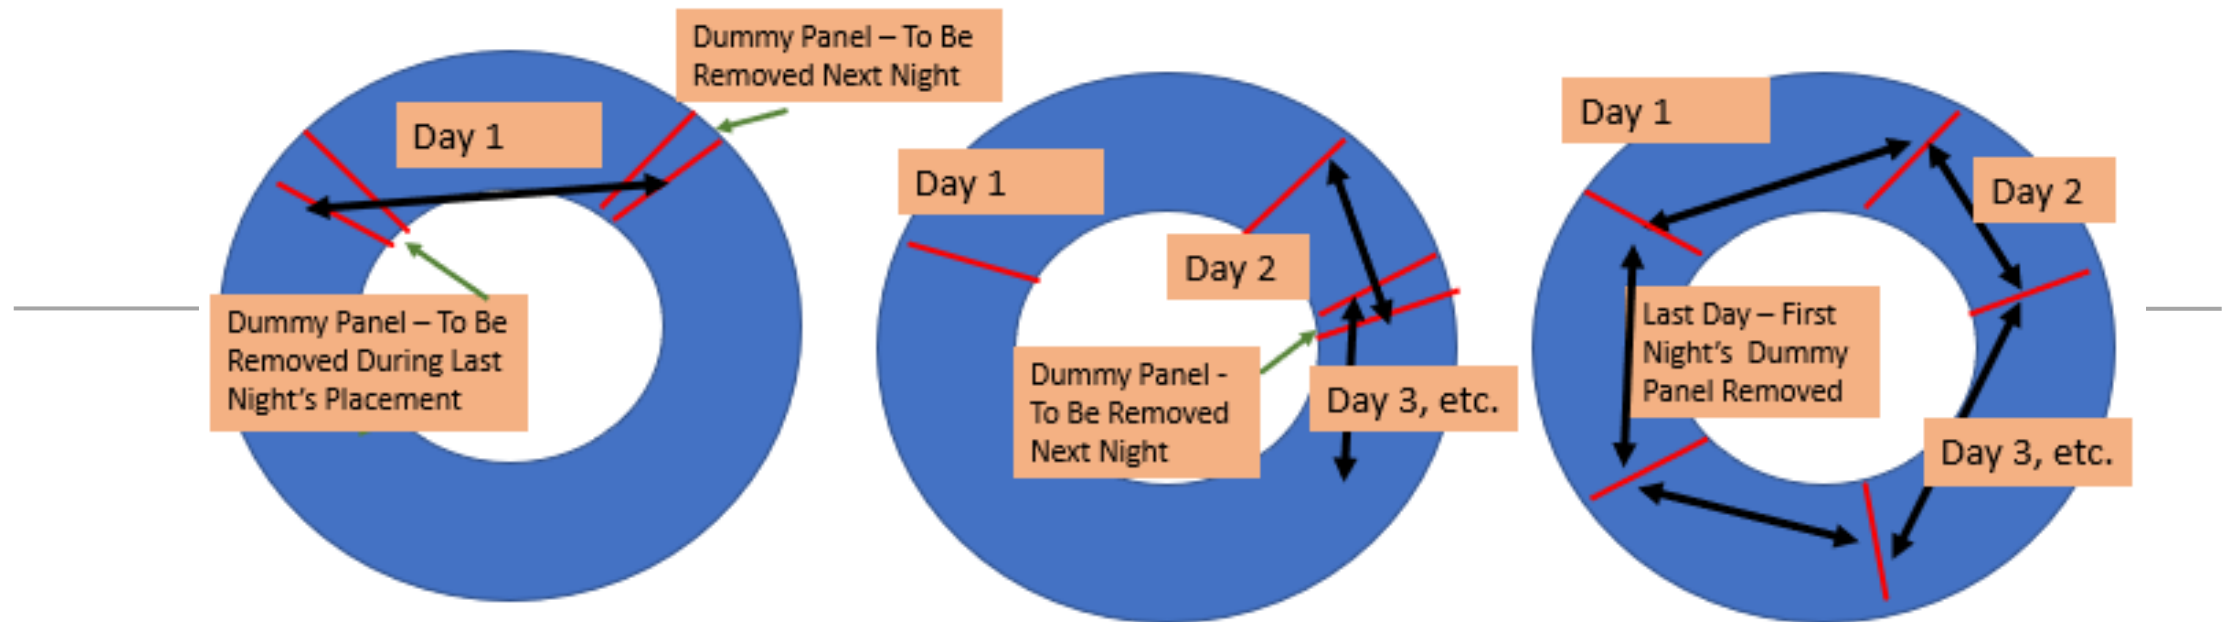 Dummy Panel – To Be
Removed Next Night
Day 1
Dummy Panel – To Be
Removed During Last
Night's Placement
Day 1
Day 2
Dummy Panel -
To Be Removed
Next Night
Day 3, etc.
Day 1
Day 2
Last Day – First
Night's Dummy
Panel Removed
Day 3, etc.